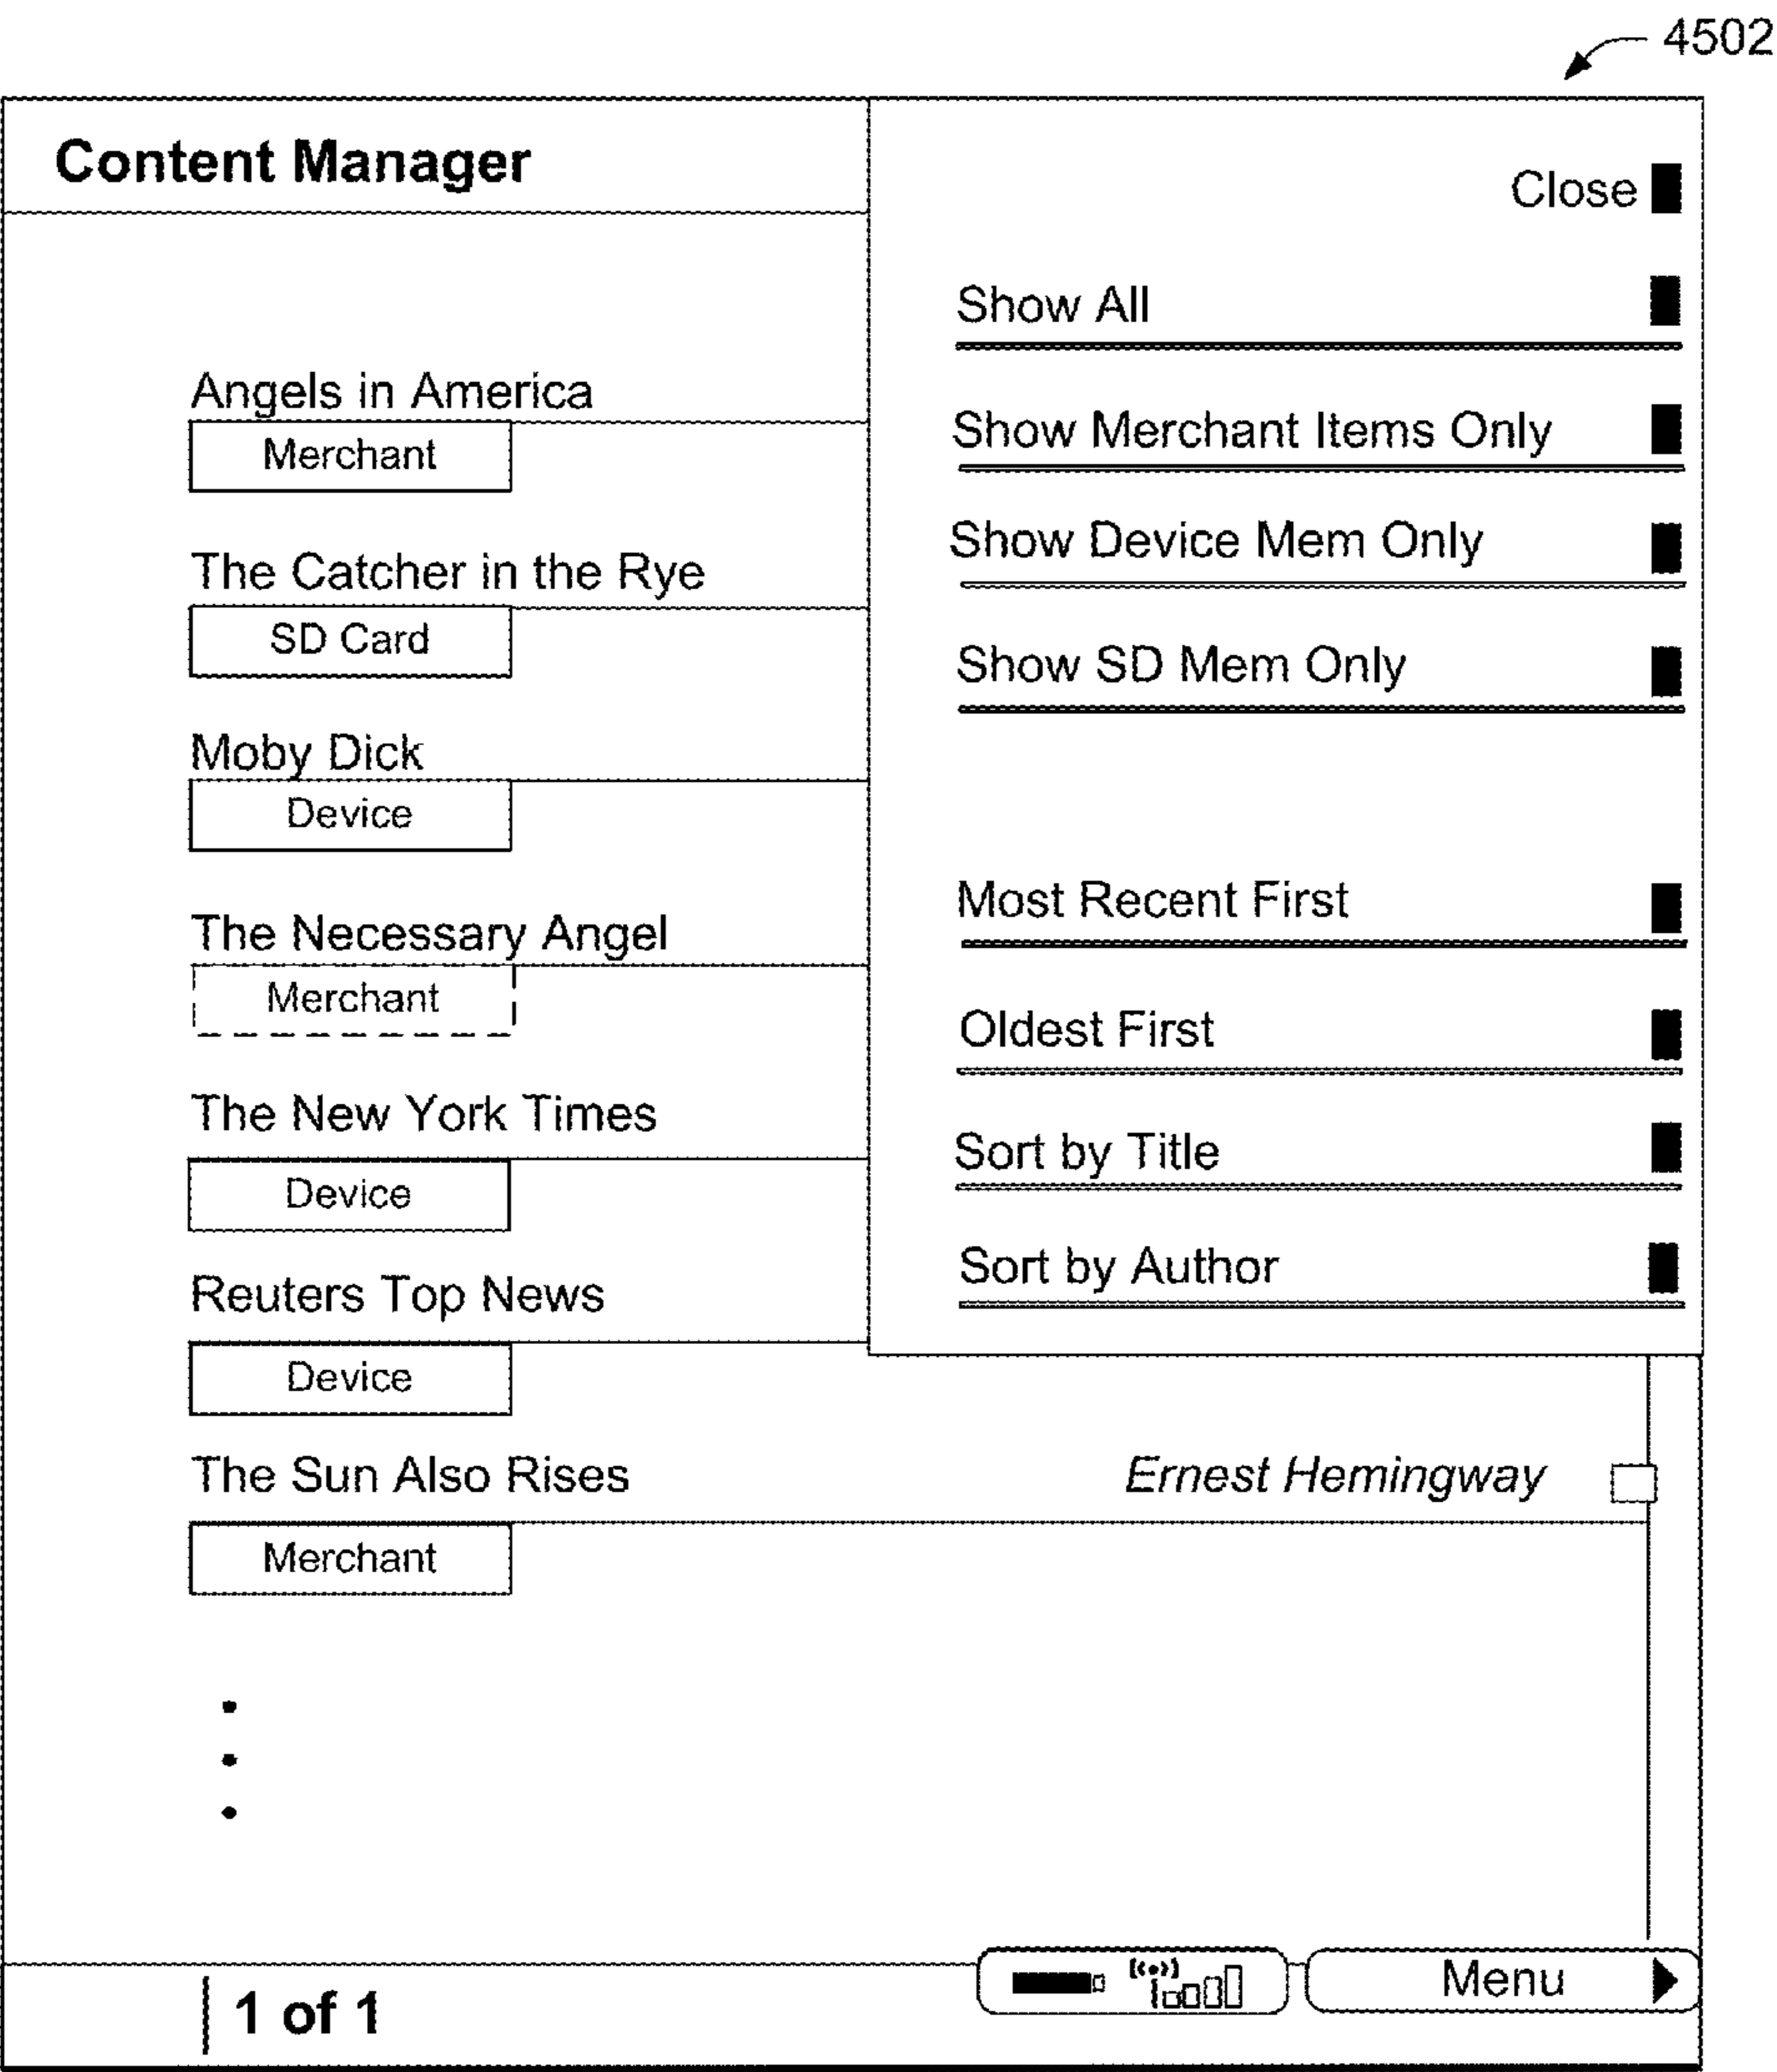 4502
Content Manager
Close
Show All
Show Merchant Items Only
Show Device Mem Only
Show SD Mem Only
Most Recent First
Oldest First
Sort by Title
Sort by Author
Angels in America
Merchant
The Catcher in the Rye
SD Card
Moby Dick
Device
The Necessary Angel
Merchant
The New York Times
Device
Reuters Top News
Device
The Sun Also Rises Ernest Hemingway
Merchant
1 of 1
Menu